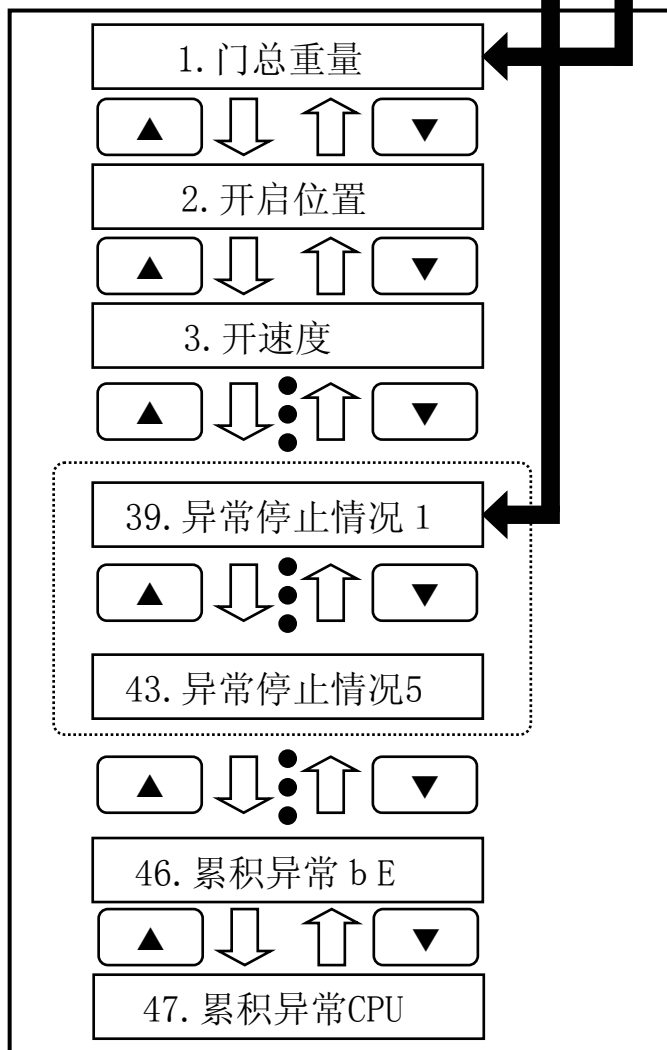 1.门总重量
▲ ▼
2.开启位置
▲ ▼
3.开速度
▲ ▼
39.异常停止情况1
▲ ▼
43.异常停止情况5
▲ ▼
46.累积异常bE
▲ ▼
47.累积异常CPU